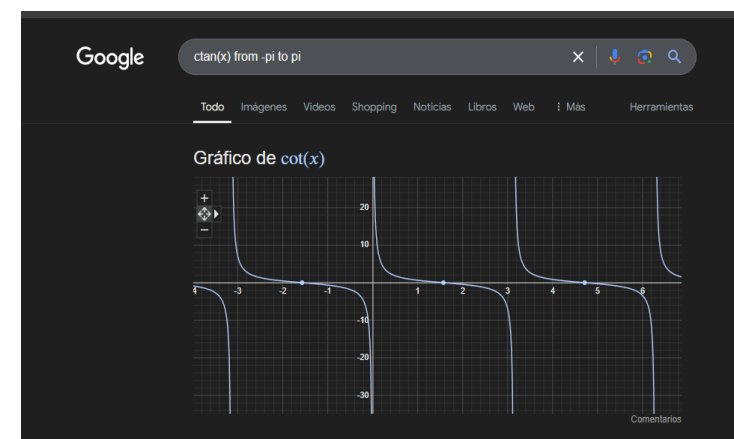 Google
ctan(x) from -pi to pi
Todo Imágenes Videos Shopping Noticias Libros Web Más Herramientas
Gráfico de cot(x)
20
10
4 -3 -2 -1 1 2 3 4 5 6
-10
-20
-30
Comentarios